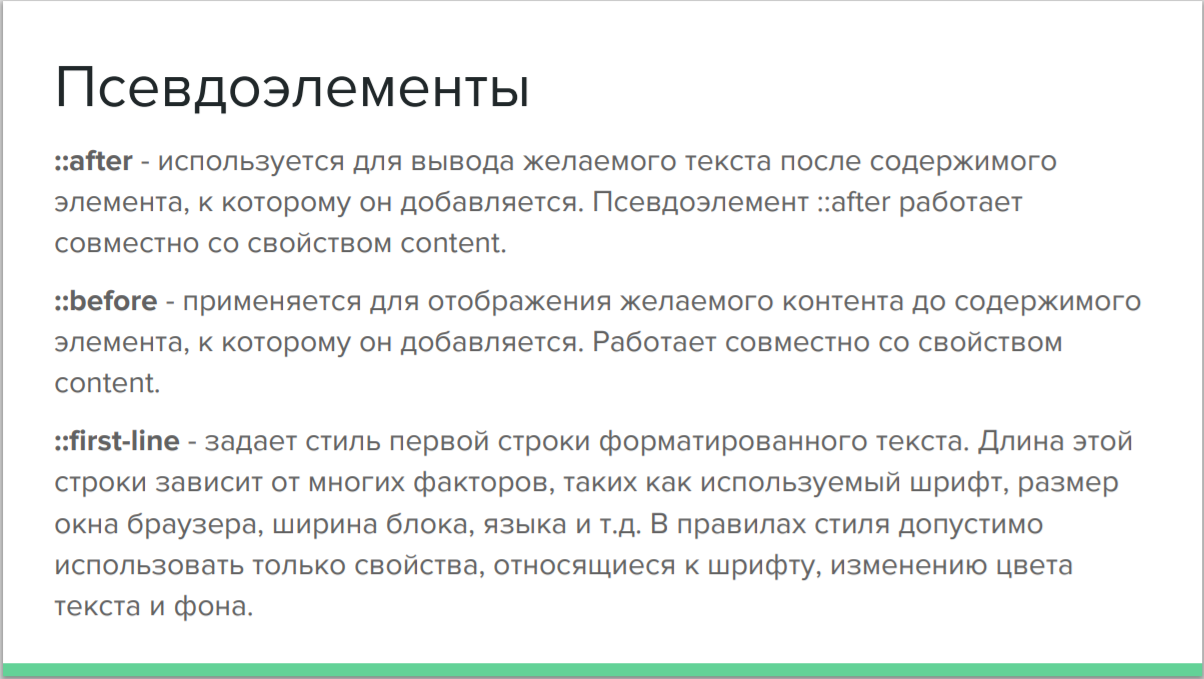 Псевдоэлементы
::after - используется для вывода желаемого текста после содержимого
элемента, к которому он добавляется. Псевдоэлемент ::after работает
совместно со свойством content.
::before - применяется для отображения желаемого контента до содержимого
элемента, к которому он добавляется. Работает совместно со свойством
content.
::first-line - задает стиль первой строки форматированного текста. Длина этой
строки зависит от многих факторов, таких как используемый шрифт, размер
окна браузера, ширина блока, языка и т.д. В правилах стиля допустимо
использовать только свойства, относящиеся к шрифту, изменению цвета
текста и фона.